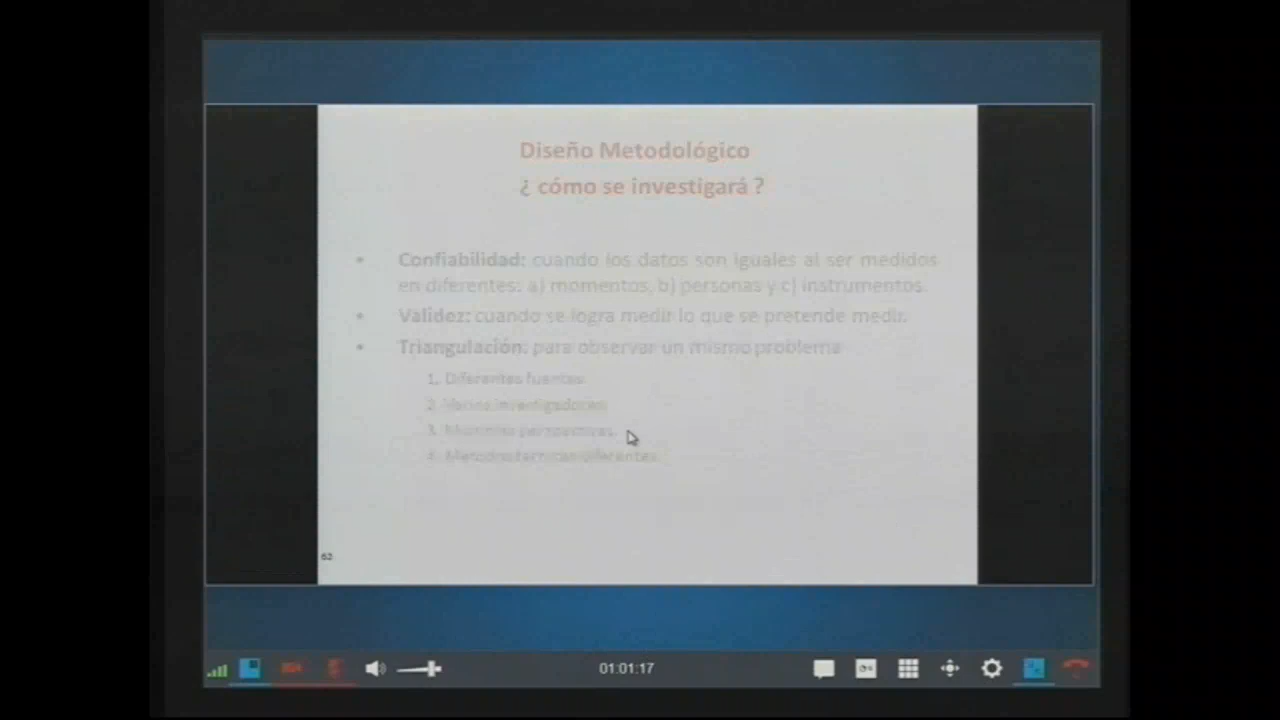 Diseño Metodológico
¿ cómo se investigará ?
• Confiabilidad: cuando los datos son iguales al ser medidos
en diferentes: a) momentos, b) personas y c) instrumentos.
• Validez: cuando se logra medir lo que se pretende medir.
• Triangulación: para observar un mismo problema
1. Diferentes fuentes
2. Varios investigadores
3. perspectivas
4. Métodos técnicas diferentes
62
01:01:17